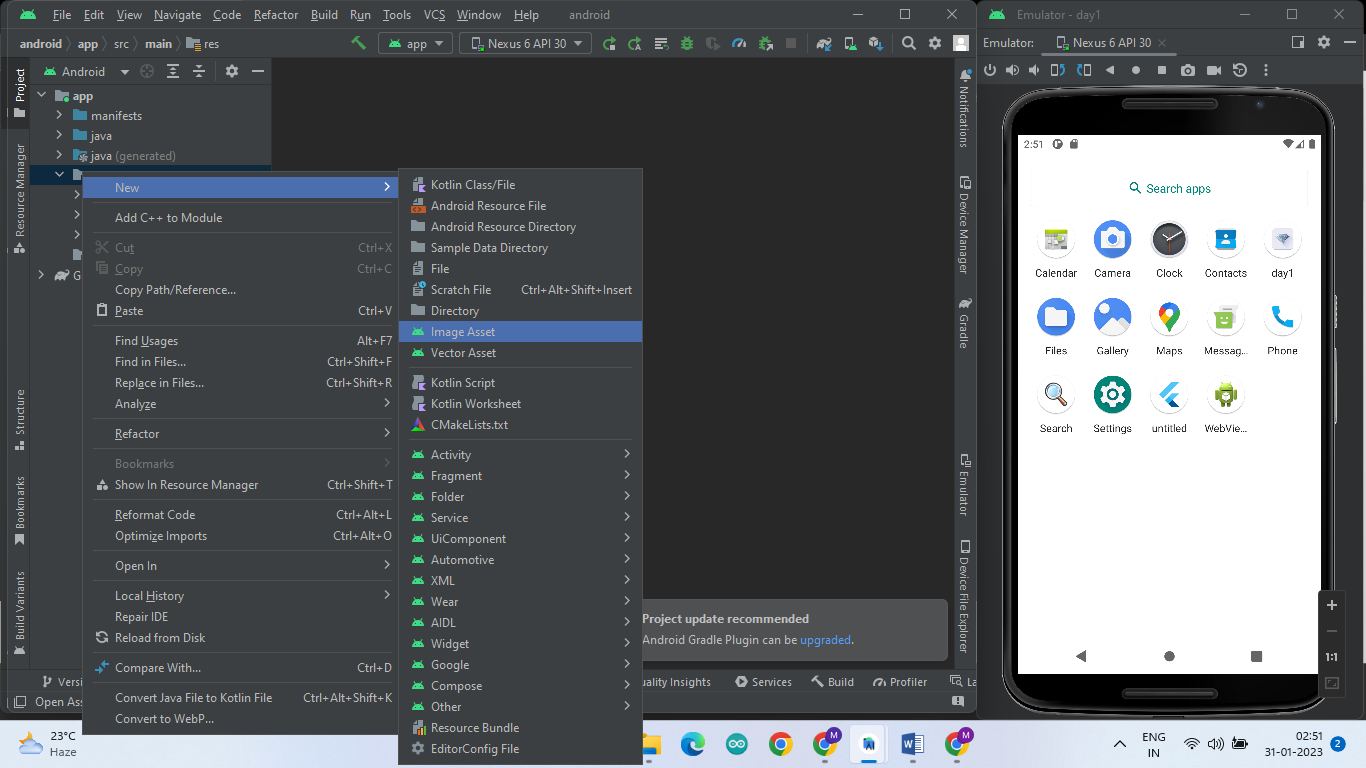 File Edit View Navigate Code Refactor Build Run Tools VCS Window Help android
android app src main res
app Nexus 6 API 30
Project
Android
app
manifests
java
java (generated)
Resource Manager
Structure
Bookmarks
Build Variants
New
Add C++ to Module
Cut Ctrl+X
Copy Ctrl+C
Copy Path/Reference...
Paste Ctrl+V
Find Usages Alt+F7
Find in Files... Ctrl+Shift+F
Replace in Files... Ctrl+Shift+R
Analyze
Refactor
Bookmarks
Show In Resource Manager Ctrl+Shift+T
Reformat Code Ctrl+Alt+L
Optimize Imports Ctrl+Alt+O
Open In
Local History
Repair IDE
Reload from Disk
Compare With... Ctrl+D
Convert Java File to Kotlin File Ctrl+Alt+Shift+K
Convert to WebP...
Kotlin Class/File
Android Resource File
Android Resource Directory
Sample Data Directory
File
Scratch File Ctrl+Alt+Shift+Insert
Directory
Image Asset
Vector Asset
Kotlin Script
Kotlin Worksheet
CMakeLists.txt
Activity
Fragment
Folder
Service
UiComponent
Automotive
XML
Wear
AIDL
Widget
Google
Compose
Other
Resource Bundle
EditorConfig File
Project update recommended
Android Gradle Plugin can be upgraded.
Notifications
Device Manager
Gradle
Emulator
Device File Explorer
Versi
uality Insights Services Build Profiler La
Open Ass
Emulator - day1
Emulator: Nexus 6 API 30
2:51
Search apps
Calendar Camera Clock Contacts day1
Files Gallery Maps Messag... Phone
Search Settings untitled WebVie...
1:1
23°C
Haze
M
M
ENG
IN
02:51
31-01-2023
2